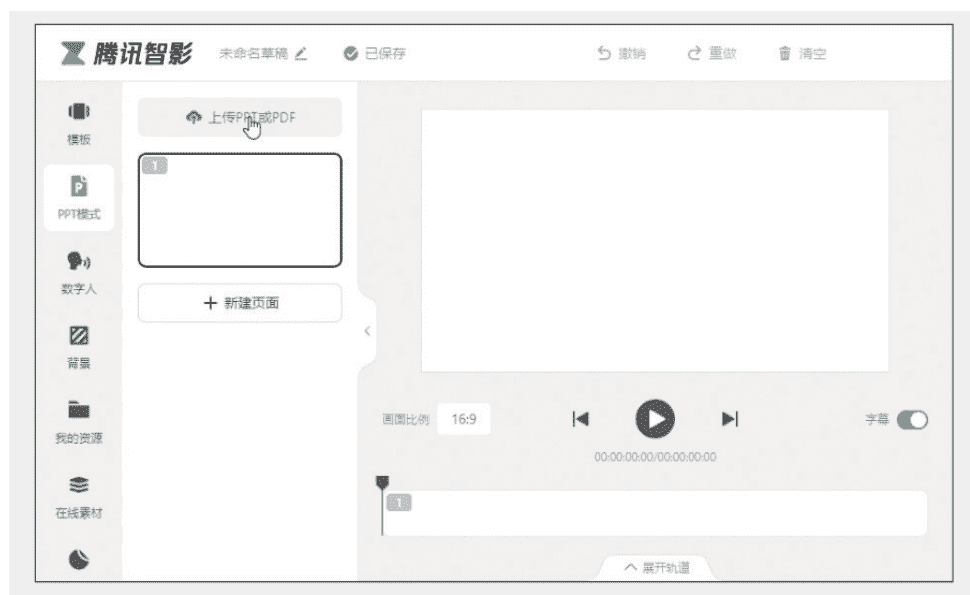 腾讯智影 未命名草稿 已保存 撤销 重做 清空
模板
上传PPT或PDF
1
PPT模式
数字人
新建页面
背景
画面比例 16:9 字幕
我的资源
00:00:00:00/00:00:00:00
在线素材
1
展开轨道